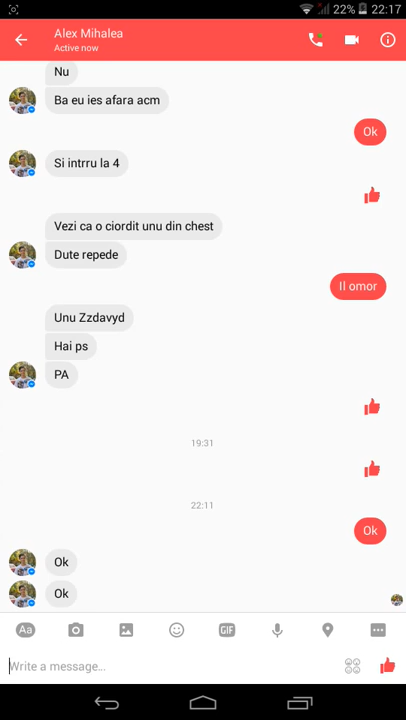 22% 22:17
Alex Mihalea
Active now
Nu
Ba eu ies afara acm
Ok
Si intrru la 4
Vezi ca o ciordit unu din chest
Dute repede
Il omor
Unu Zzdavyd
Hai ps
PA
19:31
22:11
Ok
Ok
Ok
Aa
GIF
Write a message...